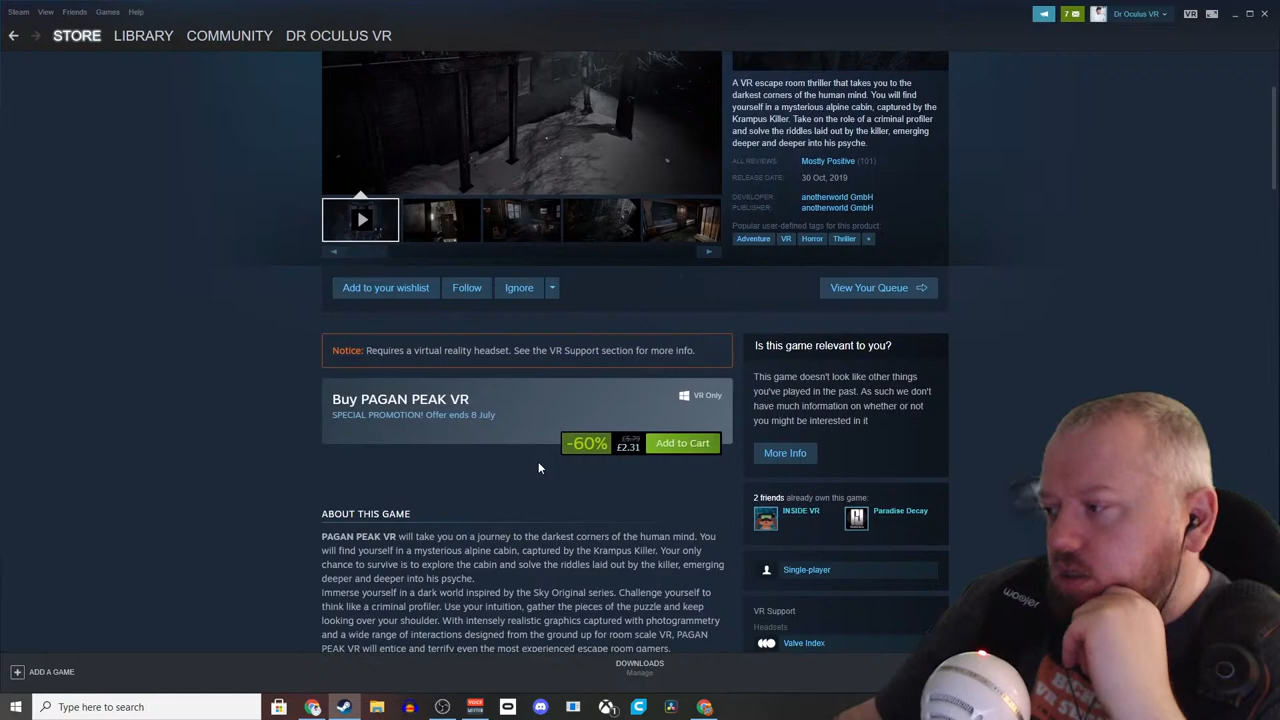 Steam View Friends Games Help
7 Dr Oculus VR VR
STORE LIBRARY COMMUNITY DR OCULUS VR
A VR escape room thriller that takes you to the
darkest corners of the human mind. You will find
yourself in a mysterious alpine cabin, captured by the
Krampus Killer. Take on the role of a criminal profiler
and solve the riddles laid out by the killer, emerging
deeper and deeper into his psyche.
ALL REVIEWS: Mostly Positive (101)
RELEASE DATE: 30 Oct, 2019
DEVELOPER: anotherworld GmbH
PUBLISHER: anotherworld GmbH
Popular user-defined tags for this product:
Adventure VR Horror Thriller +
Add to your wishlist Follow Ignore View Your Queue
Notice: Requires a virtual reality headset. See the VR Support section for more info.
Is this game relevant to you?
This game doesn't look like other things
you've played in the past. As such we don't
have much information on whether or not
you might be interested in it
More Info
Buy PAGAN PEAK VR
VR Only
SPECIAL PROMOTION! Offer ends 8 July
-60% £5.79 £2.31 Add to Cart
2 friends already own this game:
INSIDE VR Paradise Decay
Single-player
VR Support
Headsets
Valve Index
ABOUT THIS GAME
PAGAN PEAK VR will take you on a journey to the darkest corners of the human mind. You
will find yourself in a mysterious alpine cabin, captured by the Krampus Killer. Your only
chance to survive is to explore the cabin and solve the riddles laid out by the killer, emerging
deeper and deeper into his psyche.
Immerse yourself in a dark world inspired by the Sky Original series. Challenge yourself to
think like a criminal profiler. Use your intuition, gather the pieces of the puzzle and keep
looking over your shoulder. With intensely realistic graphics captured with photogrammetry
and a wide range of interactions designed from the ground up for room scale VR, PAGAN
PEAK VR will entice and terrify even the most experienced escape room gamers.
woojer
ADD A GAME
DOWNLOADS
Manage
Type here to search